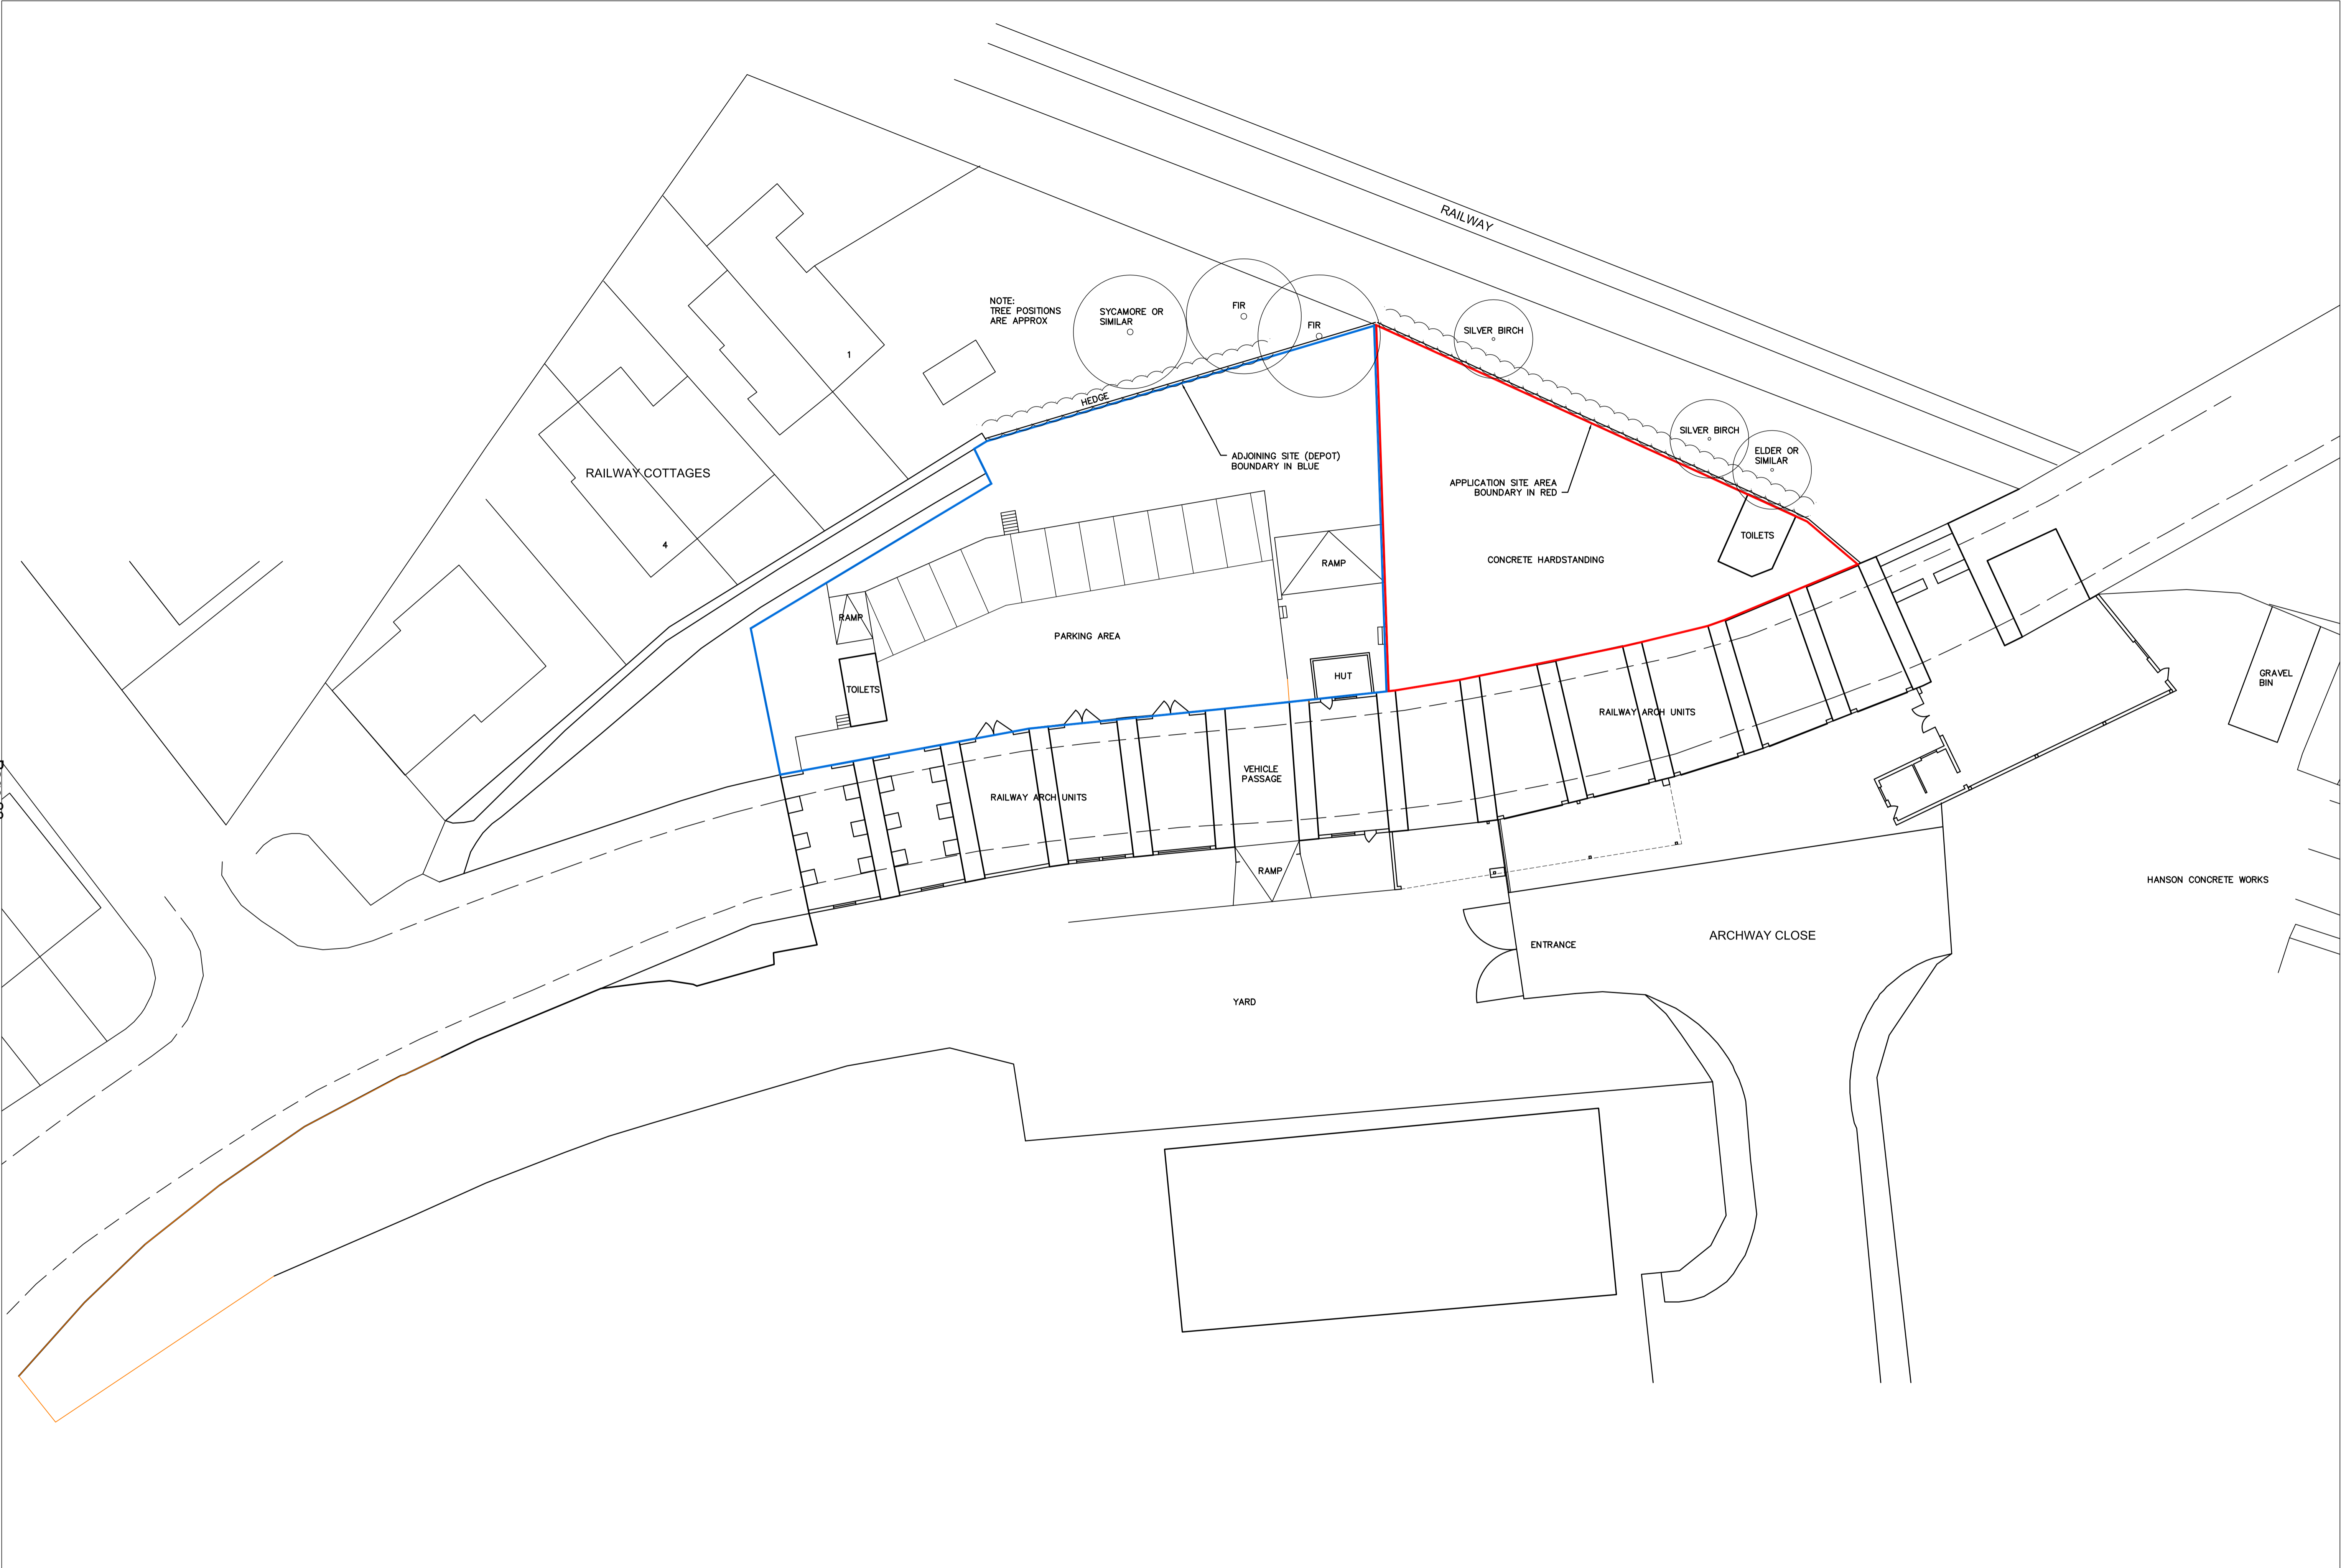 RAILWAY
NOTE:
TREE POSITIONS
ARE APPROX
SYCAMORE OR
SIMILAR
FIR
FIR
SILVER BIRCH
1
HEDGE
SILVER BIRCH
ELDER OR
SIMILAR
RAILWAY COTTAGES
ADJOINING SITE (DEPOT)
BOUNDARY IN BLUE
APPLICATION SITE AREA
BOUNDARY IN RED
4
TOILETS
RAMP
CONCRETE HARDSTANDING
RAMP
PARKING AREA
TOILETS
HUT
GRAVEL
BIN
RAILWAY ARCH UNITS
VEHICLE
PASSAGE
RAILWAY ARCH UNITS
RAMP
HANSON CONCRETE WORKS
ARCHWAY CLOSE
ENTRANCE
YARD